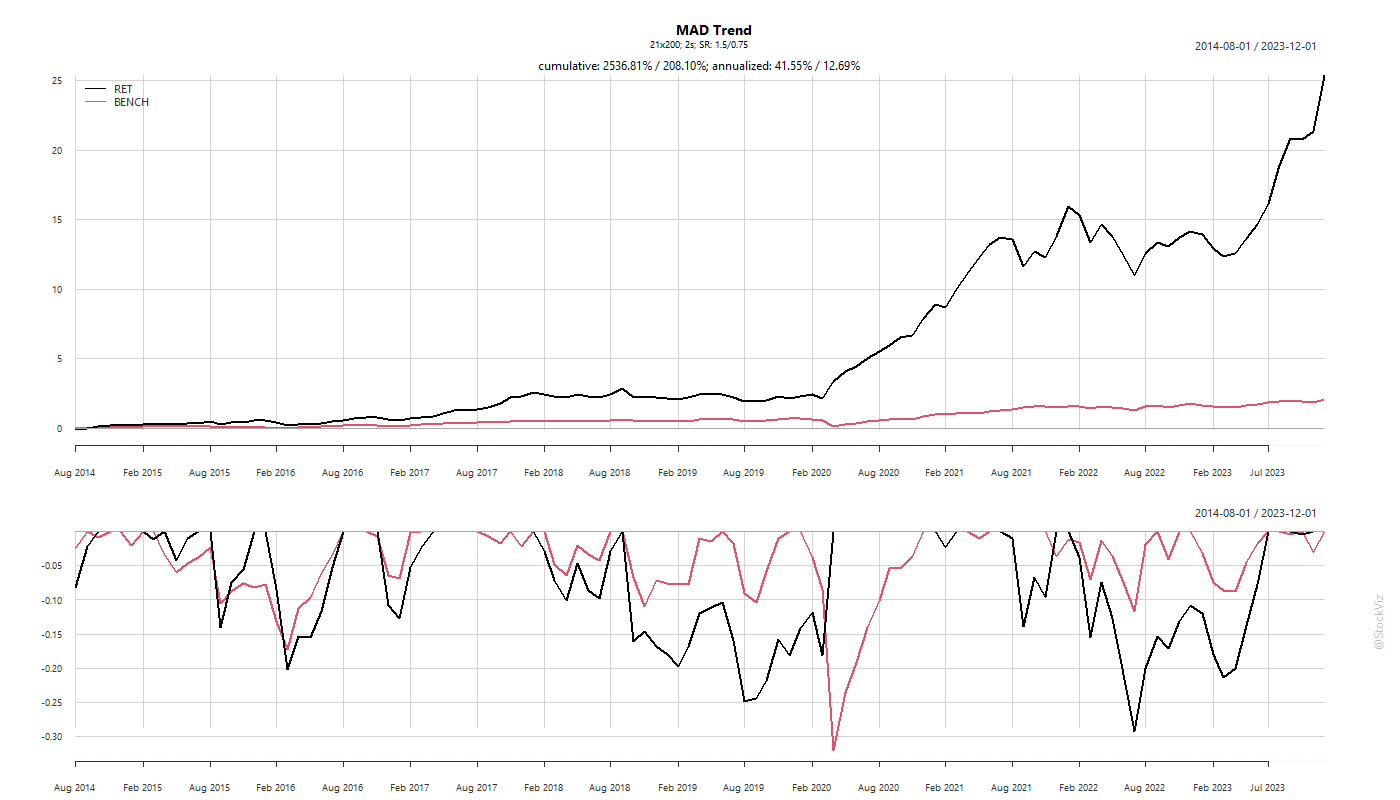 MAD Trend
21x200; 2s; SR: 1.5/0.75
2014-08-01 / 2023-12-01
cumulative: 2536.81% / 208.10%; annualized: 41.55% / 12.69%
RET
BENCH
25
20
15
10
5
0
Aug 2014 Feb 2015 Aug 2015 Feb 2016 Aug 2016 Feb 2017 Aug 2017 Feb 2018 Aug 2018 Feb 2019 Aug 2019 Feb 2020 Aug 2020 Feb 2021 Aug 2021 Feb 2022 Aug 2022 Feb 2023 Jul 2023
2014-08-01 / 2023-12-01
-0.05
-0.10
-0.15
-0.20
-0.25
-0.30
Aug 2014 Feb 2015 Aug 2015 Feb 2016 Aug 2016 Feb 2017 Aug 2017 Feb 2018 Aug 2018 Feb 2019 Aug 2019 Feb 2020 Aug 2020 Feb 2021 Aug 2021 Feb 2022 Aug 2022 Feb 2023 Jul 2023
@StockViz